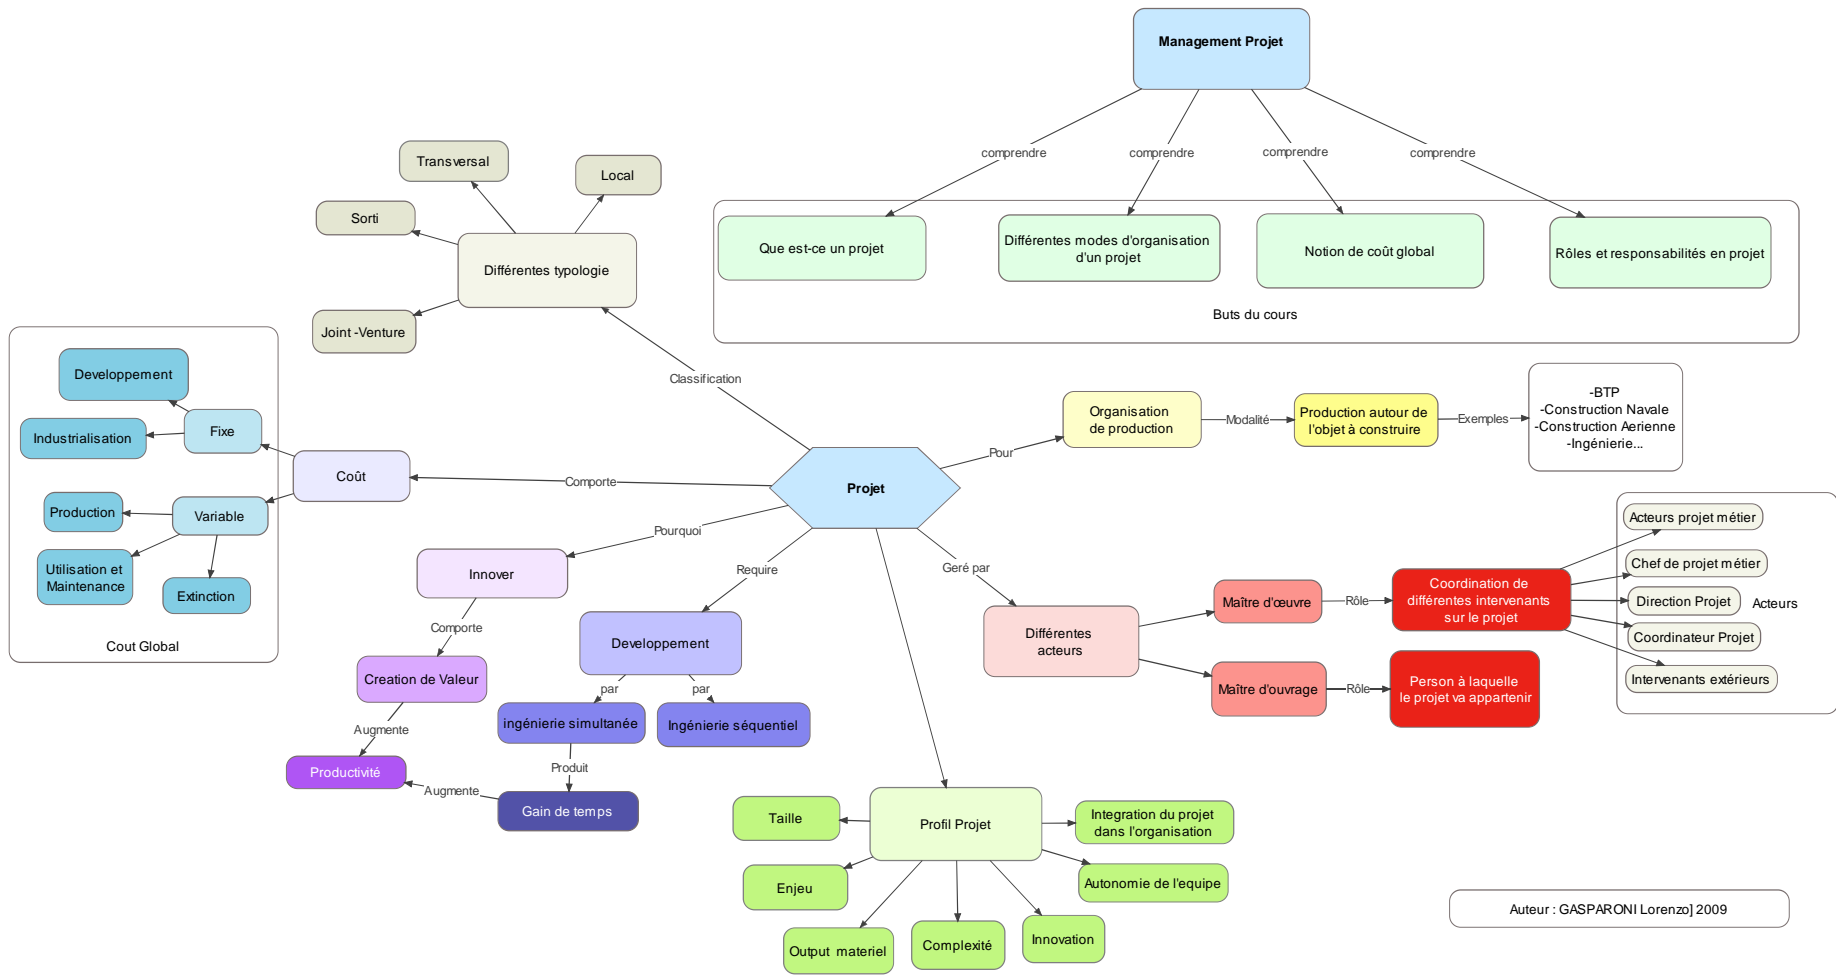 Management Projet
comprendre
comprendre
comprendre
comprendre
Que est-ce un projet
Différentes modes d'organisation
d'un projet
Notion de coût global
Rôles et responsabilités en projet
Buts du cours
Transversal
Local
Sorti
Différentes typologie
Joint -Venture
Classification
Developpement
Fixe
Industrialisation
Coût
Production
Variable
Utilisation et
Maintenance
Extinction
Cout Global
Comporte
Projet
Pour
Organisation
de production
Modalité
Production autour de
l'objet à construire
Exemples
-BTP
-Construction Navale
-Construction Aerienne
-Ingénierie...
Pourquoi
Innover
Comporte
Creation de Valeur
Augmente
Productivité
Require
Developpement
par
par
ingénierie simultanée
Ingénierie séquentiel
Produit
Augmente
Gain de temps
Geré par
Différentes
acteurs
Maître d'œuvre
Rôle
Coordination de
différentes intervenants
sur le projet
Maître d'ouvrage
Rôle
Person à laquelle
le projet va appartenir
Acteurs projet métier
Chef de projet métier
Direction Projet
Acteurs
Coordinateur Projet
Intervenants extérieurs
Profil Projet
Taille
Enjeu
Output materiel
Complexité
Innovation
Autonomie de l'equipe
Integration du projet
dans l'organisation
Auteur : GASPARONI Lorenzo] 2009